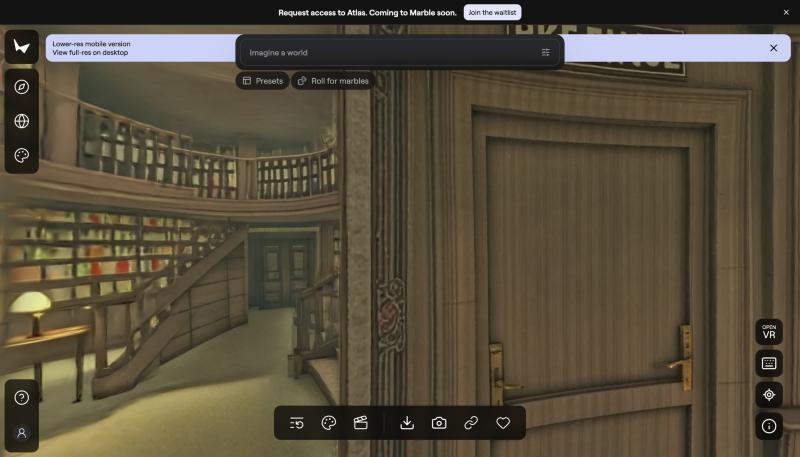 Request access to Atlas. Coming to Marble soon. Join the waitlist
Lower-res mobile version
View full-res on desktop
Imagine a world
Presets
Roll for marbles
OPEN
VR